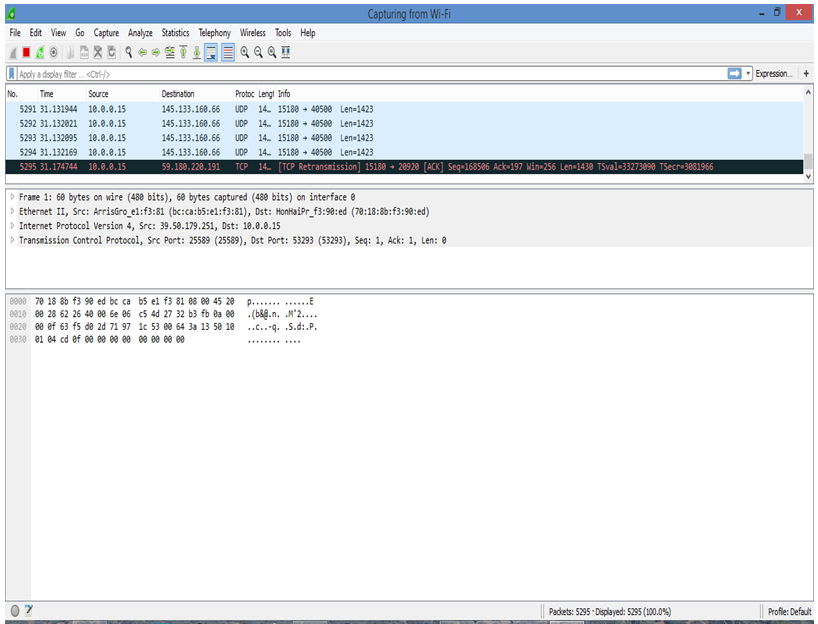 Capturing from Wi-Fi
File Edit View Go Capture Analyze Statistics Telephony Wireless Tools Help
Apply a display filter ... <Ctrl-/> Expression... +
No. Time Source Destination Protoc Lengt Info
5291 31.131944 10.0.0.15 145.133.160.66 UDP 14… 15180 → 40500 Len=1423
5292 31.132021 10.0.0.15 145.133.160.66 UDP 14… 15180 → 40500 Len=1423
5293 31.132095 10.0.0.15 145.133.160.66 UDP 14… 15180 → 40500 Len=1423
5294 31.132169 10.0.0.15 145.133.160.66 UDP 14… 15180 → 40500 Len=1423
5295 31.174744 10.0.0.15 59.180.220.191 TCP 14… [TCP Retransmission] 15180 → 20920 [ACK] Seq=168506 Ack=197 Win=256 Len=1430 TSval=33273090 TSecr=3081966
Frame 1: 60 bytes on wire (480 bits), 60 bytes captured (480 bits) on interface 0
Ethernet II, Src: ArrisGro_e1:f3:81 (bc:ca:b5:e1:f3:81), Dst: HonHaiPr_f3:90:ed (70:18:8b:f3:90:ed)
Internet Protocol Version 4, Src: 39.50.179.251, Dst: 10.0.0.15
Transmission Control Protocol, Src Port: 25589 (25589), Dst Port: 53293 (53293), Seq: 1, Ack: 1, Len: 0
0000 70 18 8b f3 90 ed bc ca b5 e1 f3 81 08 00 45 20 p....... ......E
0010 00 28 62 26 40 00 6e 06 c5 4d 27 32 b3 fb 0a 00 .(b&@.n. .M'2....
0020 00 0f 63 f5 d0 2d 71 97 1c 53 00 64 3a 13 50 10 ..c..-q. .S.d:.P.
0030 01 04 cd 0f 00 00 00 00 00 00 00 00 ........ ....
Packets: 5295 · Displayed: 5295 (100.0%) Profile: Default